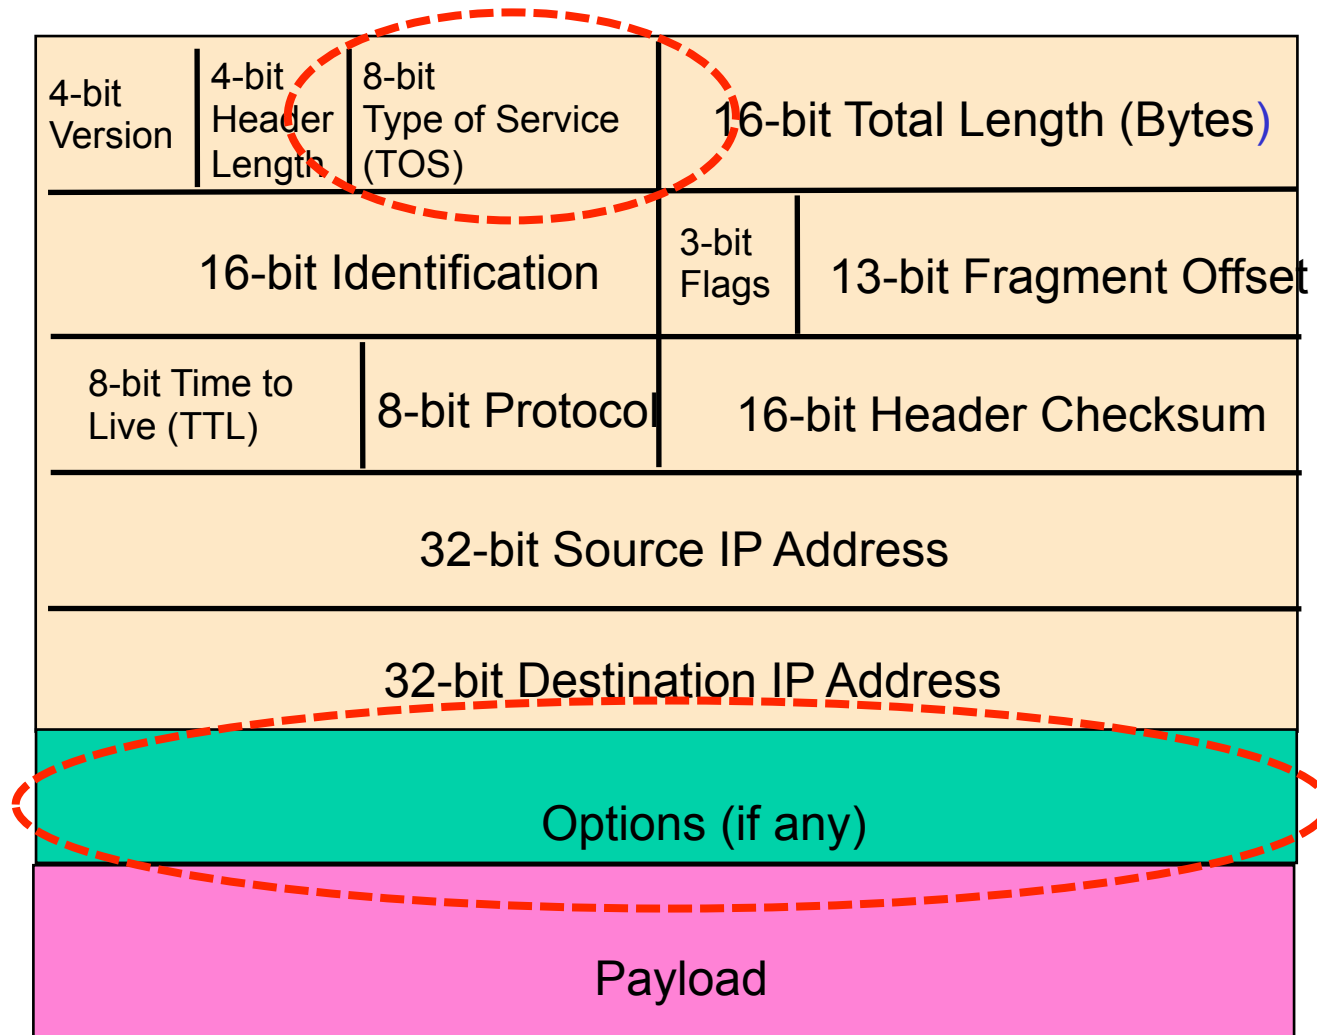 4-bit
Version
4-bit
Header
Length
8-bit
Type of Service
(TOS)
16-bit Total Length (Bytes)
16-bit Identification
3-bit
Flags
13-bit Fragment Offset
8-bit Time to
Live (TTL)
8-bit Protocol
16-bit Header Checksum
32-bit Source IP Address
32-bit Destination IP Address
Options (if any)
Payload